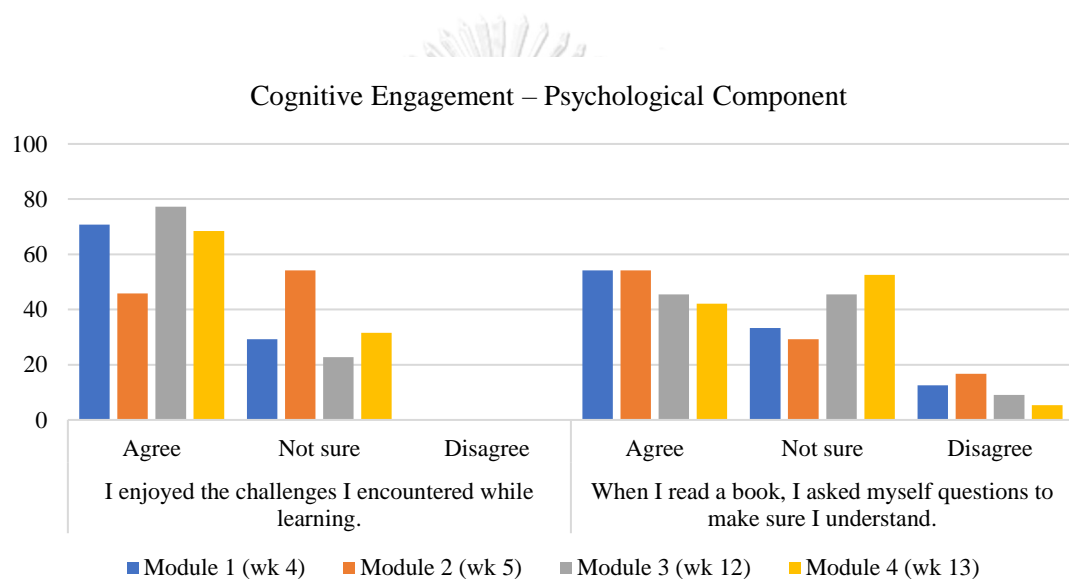 Cognitive Engagement – Psychological Component
100
80
60
40
20
0
Agree Not sure Disagree Agree Not sure Disagree
I enjoyed the challenges I encountered while
learning.
When I read a book, I asked myself questions to
make sure I understand.
Module 1 (wk 4) Module 2 (wk 5) Module 3 (wk 12) Module 4 (wk 13)